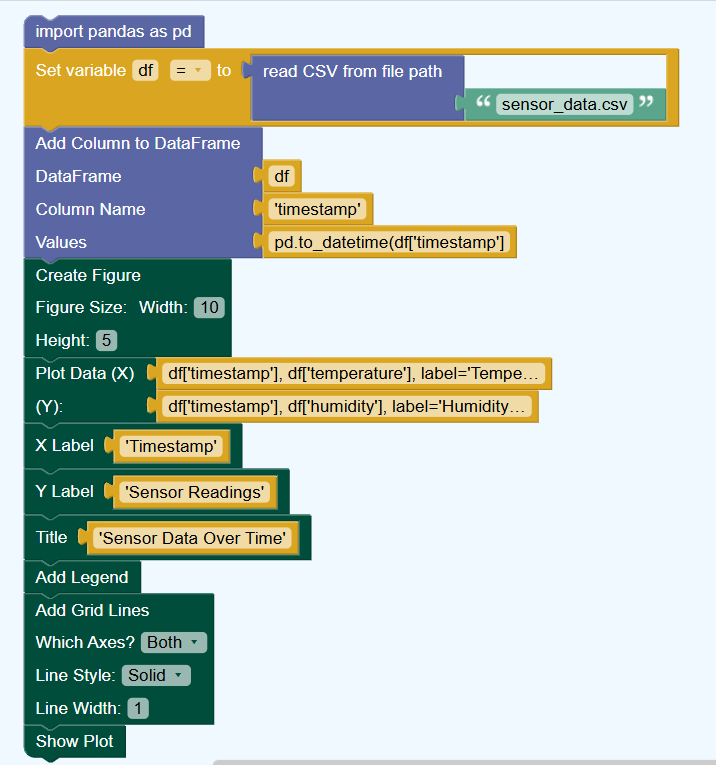 import pandas as pd
Set variable df = to read CSV from file path
“ sensor_data.csv ”
Add Column to DataFrame
DataFrame df
Column Name 'timestamp'
Values pd.to_datetime(df['timestamp']
Create Figure
Figure Size: Width: 10
Height: 5
Plot Data (X) df['timestamp'], df['temperature'], label='Tempe...
(Y): df['timestamp'], df['humidity'], label='Humidity...
X Label 'Timestamp'
Y Label 'Sensor Readings'
Title 'Sensor Data Over Time'
Add Legend
Add Grid Lines
Which Axes? Both
Line Style: Solid
Line Width: 1
Show Plot